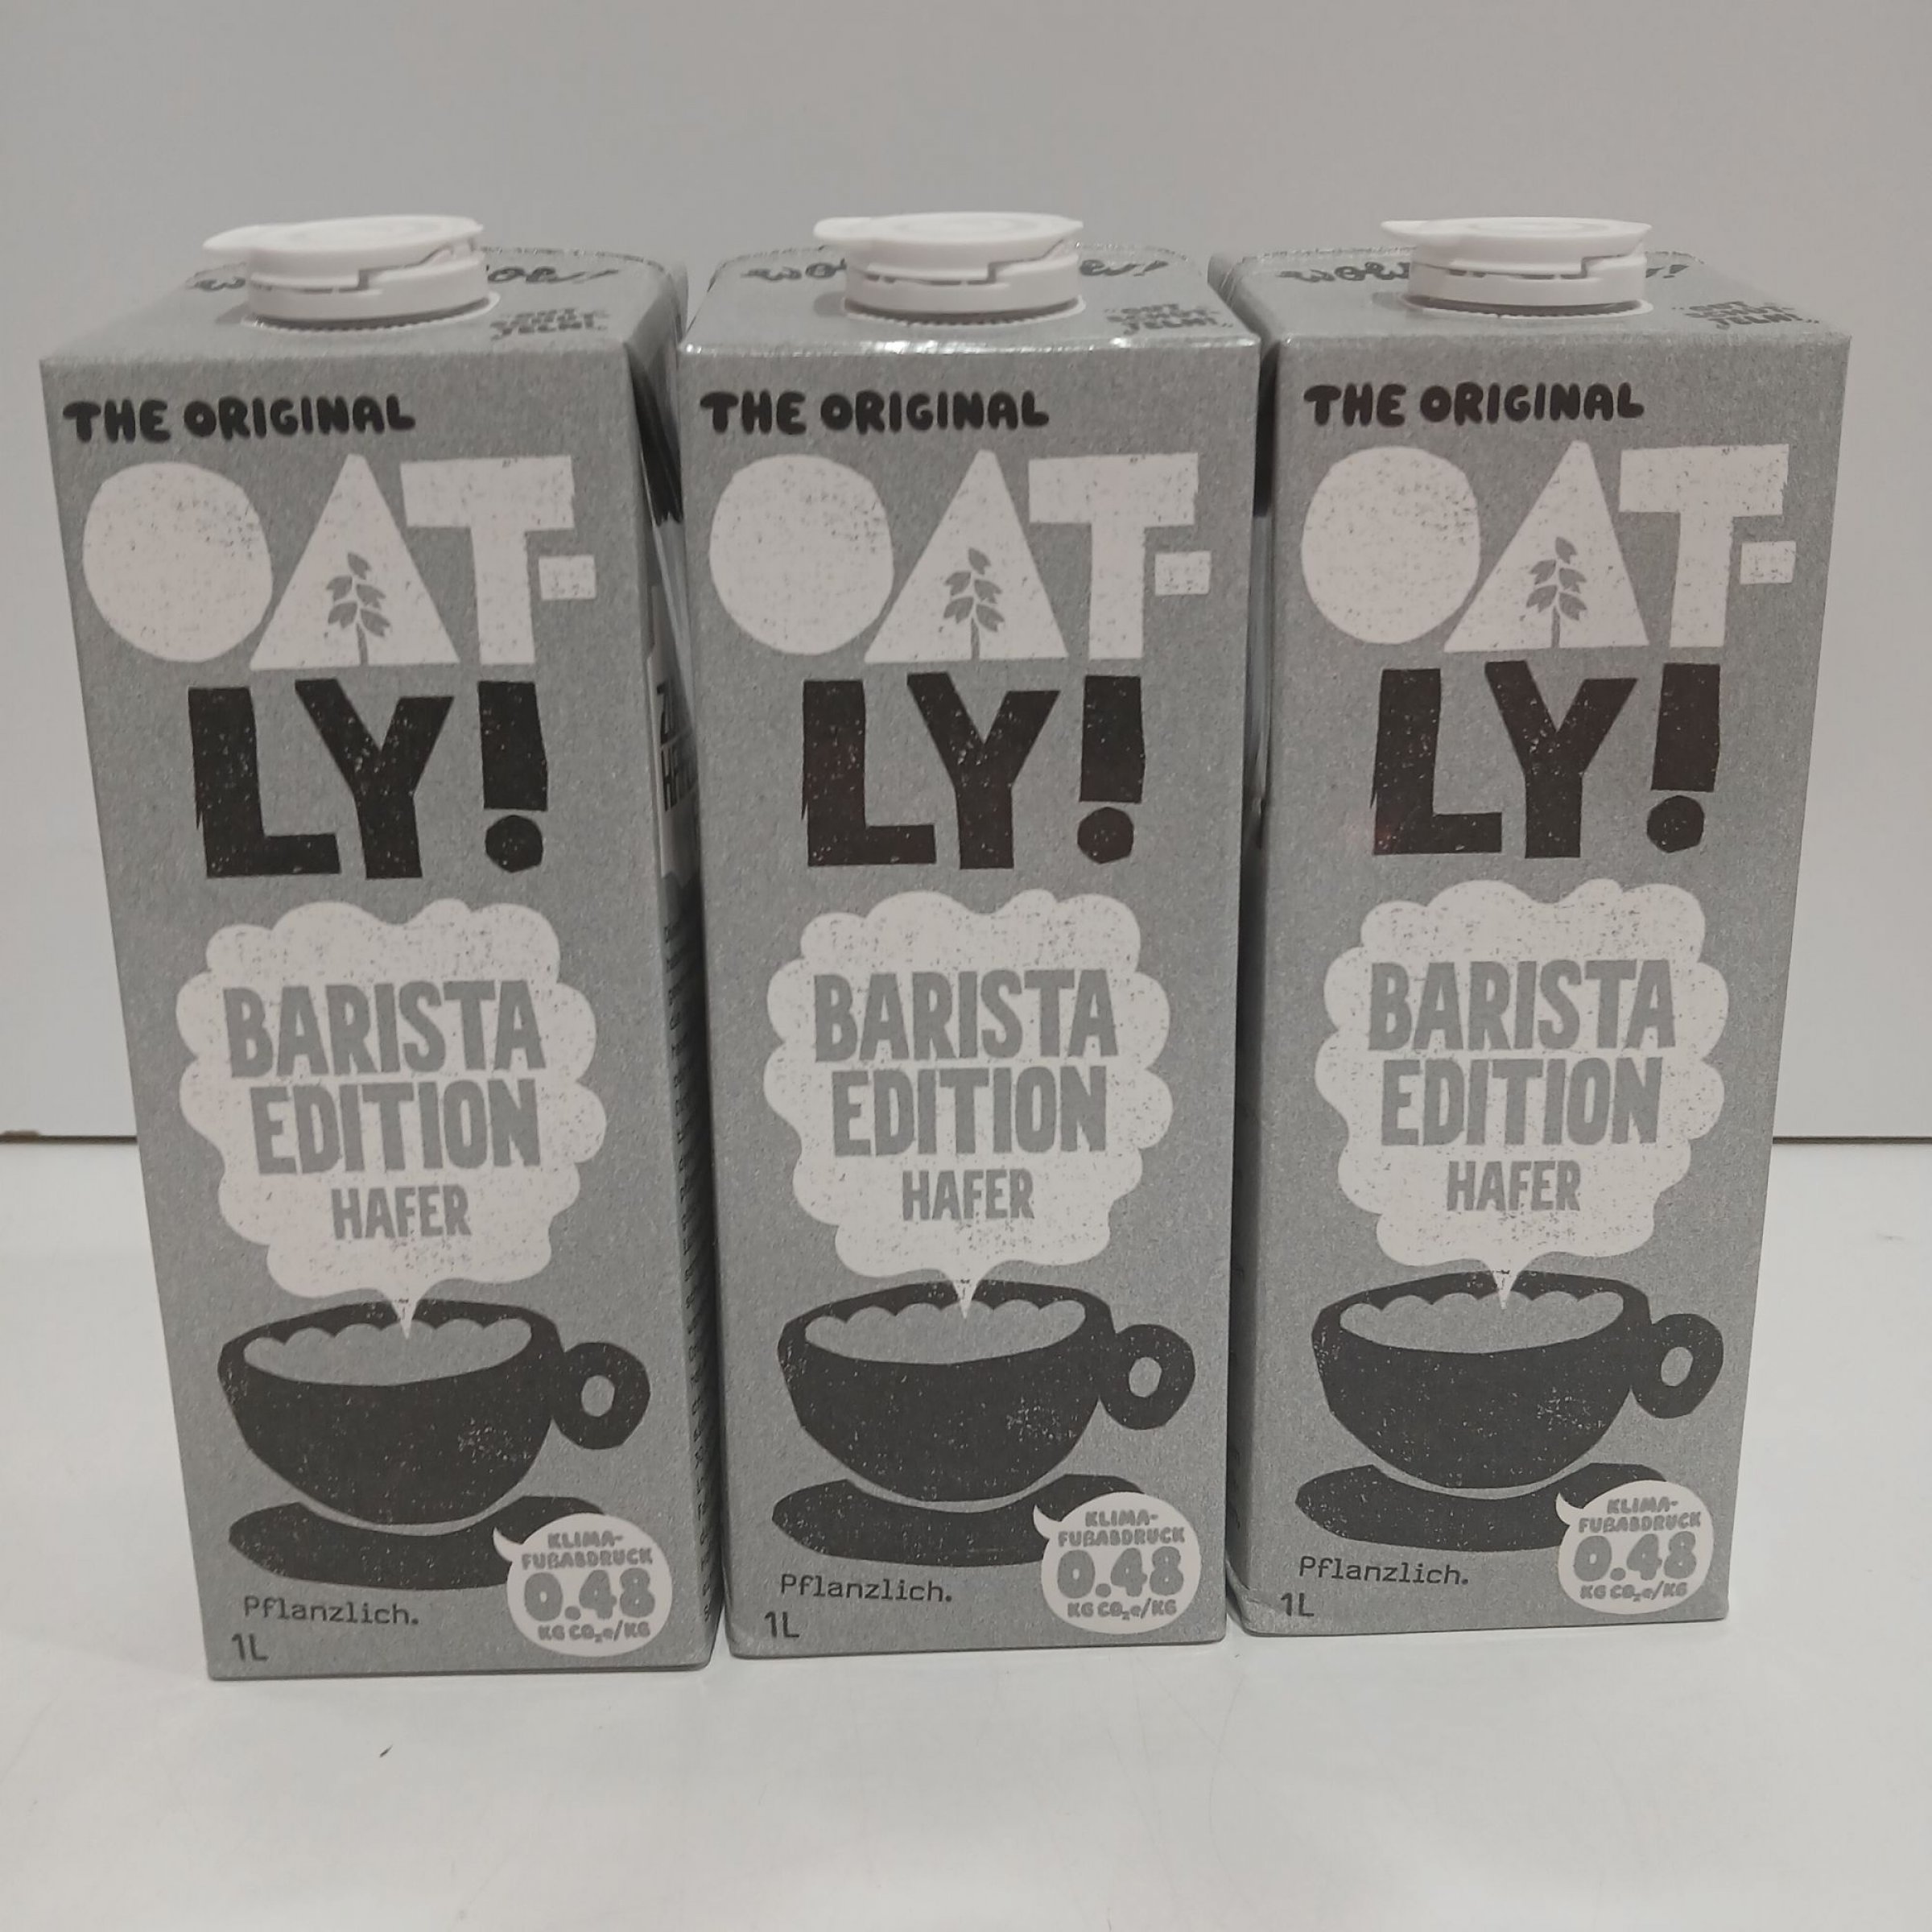 THE ORIGINAL
OAT-
LY!
BARISTA
EDITION
HAFER
KLIMA-
FUßABDRUCK
0.48
KG CO₂e/KG
Pflanzlich.
1L
THE ORIGINAL
OAT-
LY!
BARISTA
EDITION
HAFER
KLIMA-
FUßABDRUCK
0.48
KG CO₂e/KG
Pflanzlich.
1L
THE ORIGINAL
OAT-
LY!
BARISTA
EDITION
HAFER
KLIMA-
FUßABDRUCK
0.48
KG CO₂e/KG
Pflanzlich.
1L